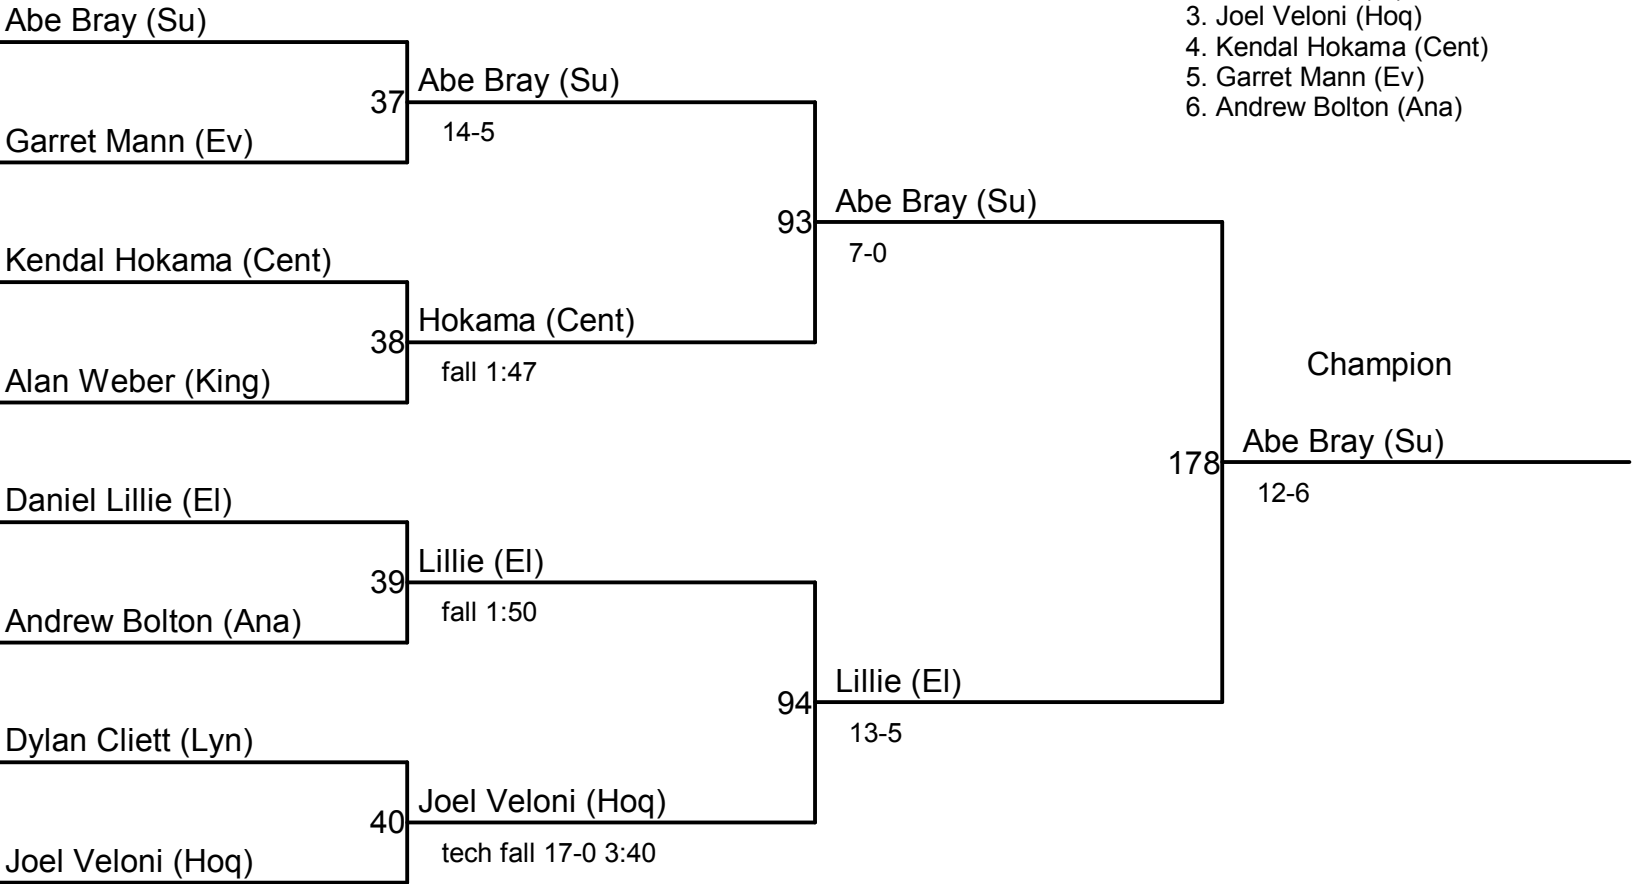 Abe Bray (Su)
37
Garret Mann (Ev)
Abe Bray (Su)
14-5
Kendal Hokama (Cent)
38
Alan Weber (King)
Hokama (Cent)
fall 1:47
93
Abe Bray (Su)
7-0
Daniel Lillie (El)
39
Andrew Bolton (Ana)
Lillie (El)
fall 1:50
Dylan Cliett (Lyn)
40
Joel Veloni (Hoq)
Joel Veloni (Hoq)
tech fall 17-0 3:40
94
Lillie (El)
13-5
178
Champion
Abe Bray (Su)
12-6
3. Joel Veloni (Hoq)
4. Kendal Hokama (Cent)
5. Garret Mann (Ev)
6. Andrew Bolton (Ana)